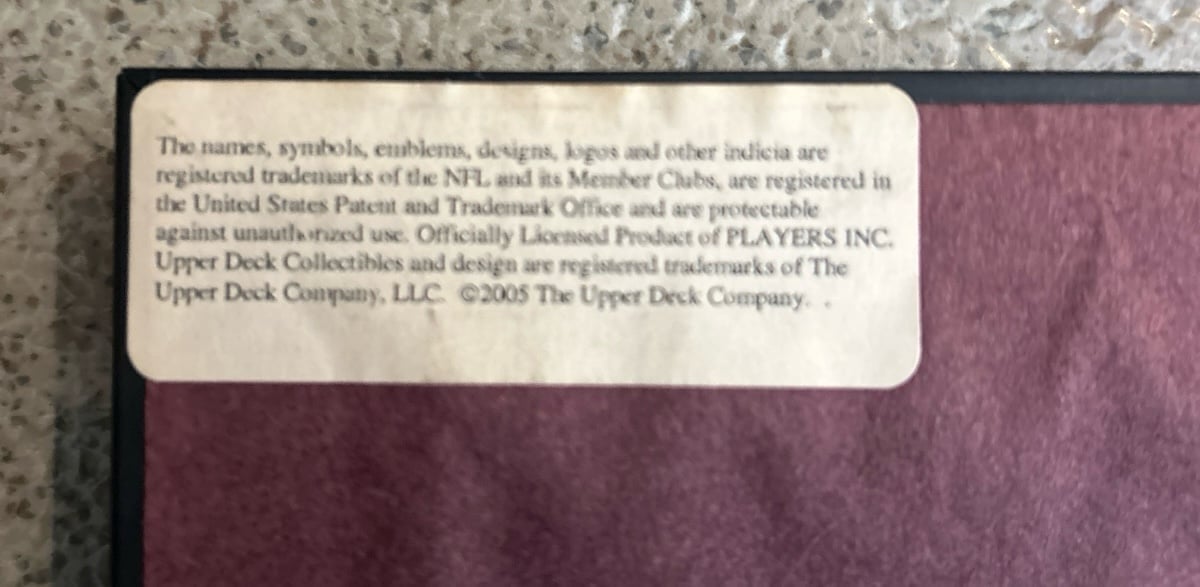 The names, symbols, emblems, designs, logos and other indicia are
registered trademarks of the NFL and its Member Clubs, are registered in
the United States Patent and Trademark Office and are protectable
against unauthorized use. Officially Licensed Product of PLAYERS INC.
Upper Deck Collectibles and design are registered trademarks of The
Upper Deck Company, LLC. ©2005 The Upper Deck Company. .